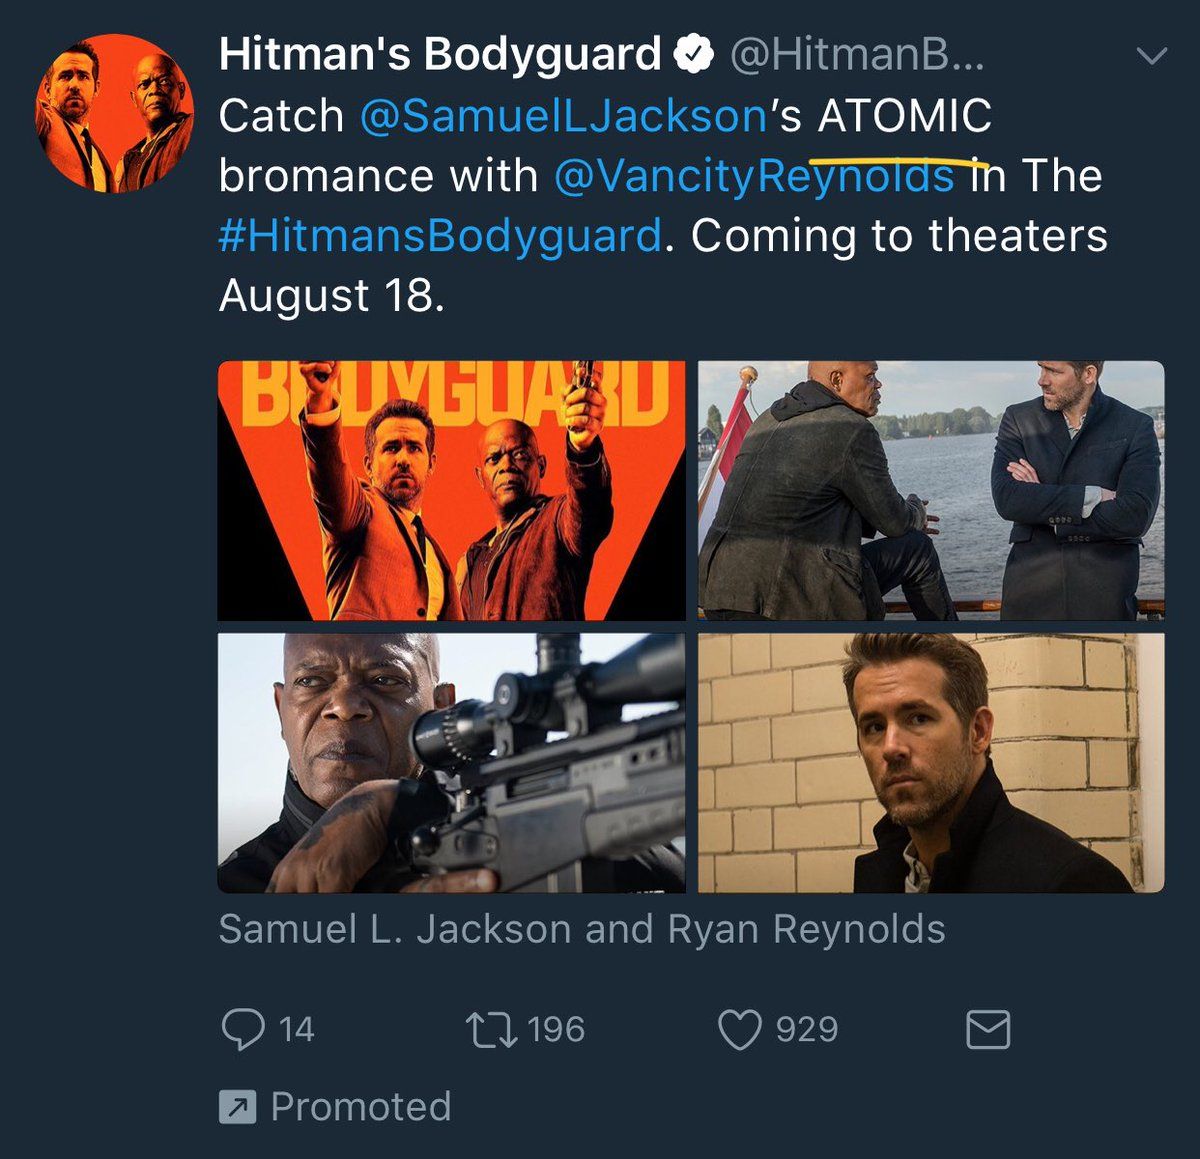 Hitman's Bodyguard @HitmanB...
Catch @SamuelLJackson's ATOMIC
bromance with @VancityReynolds in The
#HitmansBodyguard. Coming to theaters
August 18.
BODYGUARD
Samuel L. Jackson and Ryan Reynolds
14 196 929
Promoted